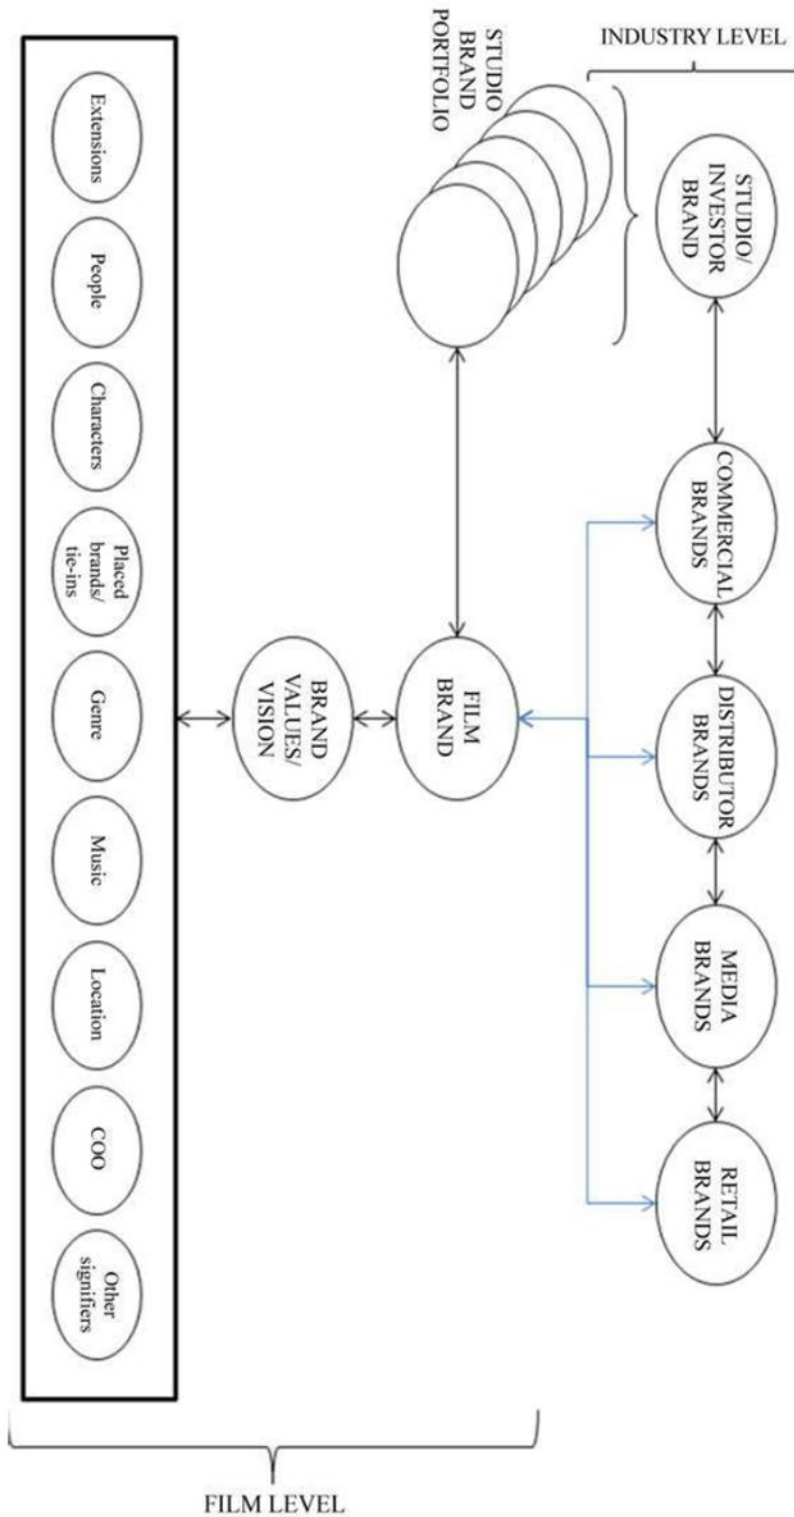 INDUSTRY LEVEL
STUDIO/
INVESTOR
BRAND
COMMERCIAL
BRANDS
DISTRIBUTOR
BRANDS
MEDIA
BRANDS
RETAIL
BRANDS
STUDIO
BRAND
PORTFOLIO
FILM
BRAND
BRAND
VALUES/
VISION
Extensions
People
Characters
Placed
brands/
tie-ins
Genre
Music
Location
COO
Other
signifiers
FILM LEVEL